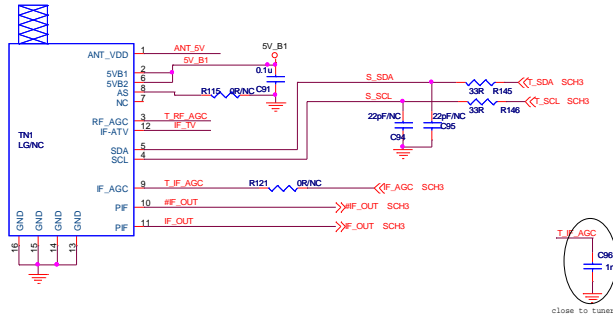 ANT_VDD 1 ANT_5V
5VB1 2 5V_B1
5VB2 6
AS 8 R115 0R/NC
NC 7
5V_B1
0.1u
C91
TN1
LG/NC
RF_AGC 3 T_RF_AGC
IF-ATV 12 IF_TV
SDA 5 S_SDA
SCL 4 S_SCL
33R R145 T_SDA SCH3
33R R146 T_SCL SCH3
22pF/NC 22pF/NC
C94 C95
IF_AGC 9 T_IF_AGC R121 0R/NC IF_AGC SCH3
PIF 10 #IF_OUT #IF_OUT SCH3
PIF 11 IF_OUT IF_OUT SCH3
GND GND GND GND
16 15 14 13
T_IF_AGC
C96
close to tuner